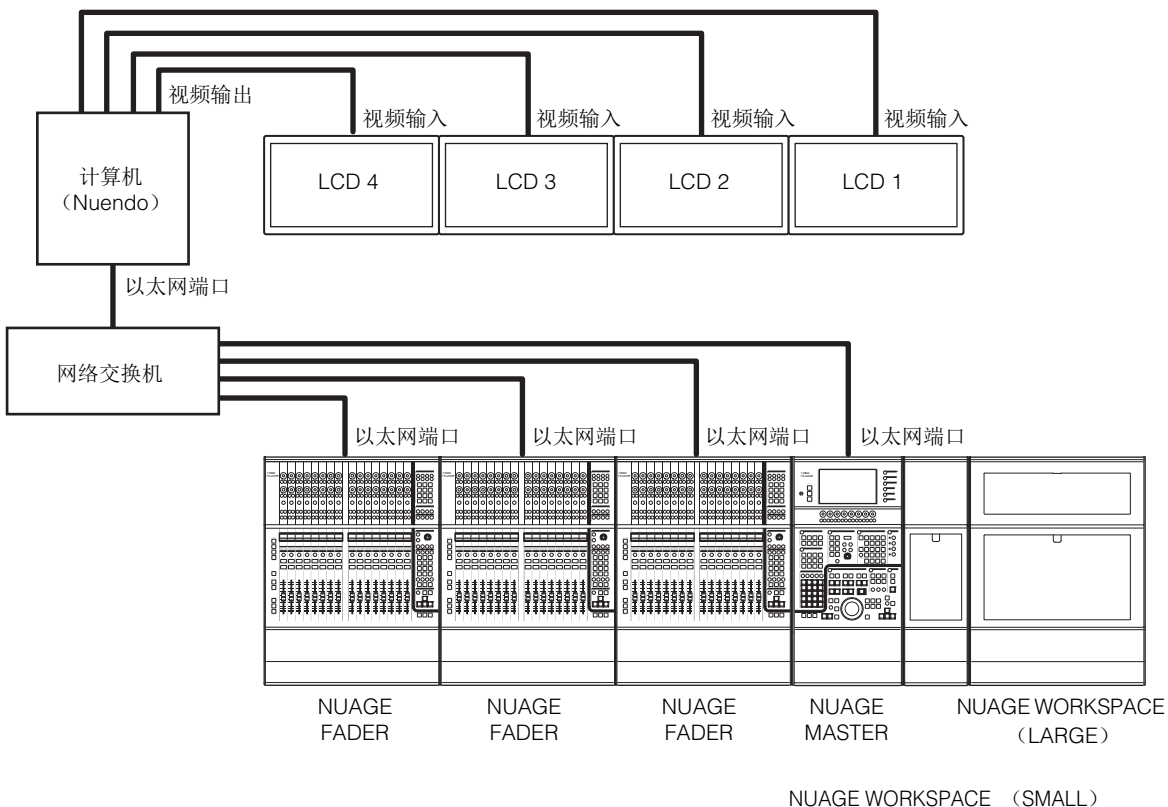 视频输出
视频输入
视频输入
视频输入
视频输入
计算机
（Nuendo）
LCD 4
LCD 3
LCD 2
LCD 1
以太网端口
网络交换机
以太网端口
以太网端口
以太网端口
以太网端口
NUAGE
FADER
NUAGE
FADER
NUAGE
FADER
NUAGE
MASTER
NUAGE WORKSPACE
（LARGE）
NUAGE WORKSPACE （SMALL）